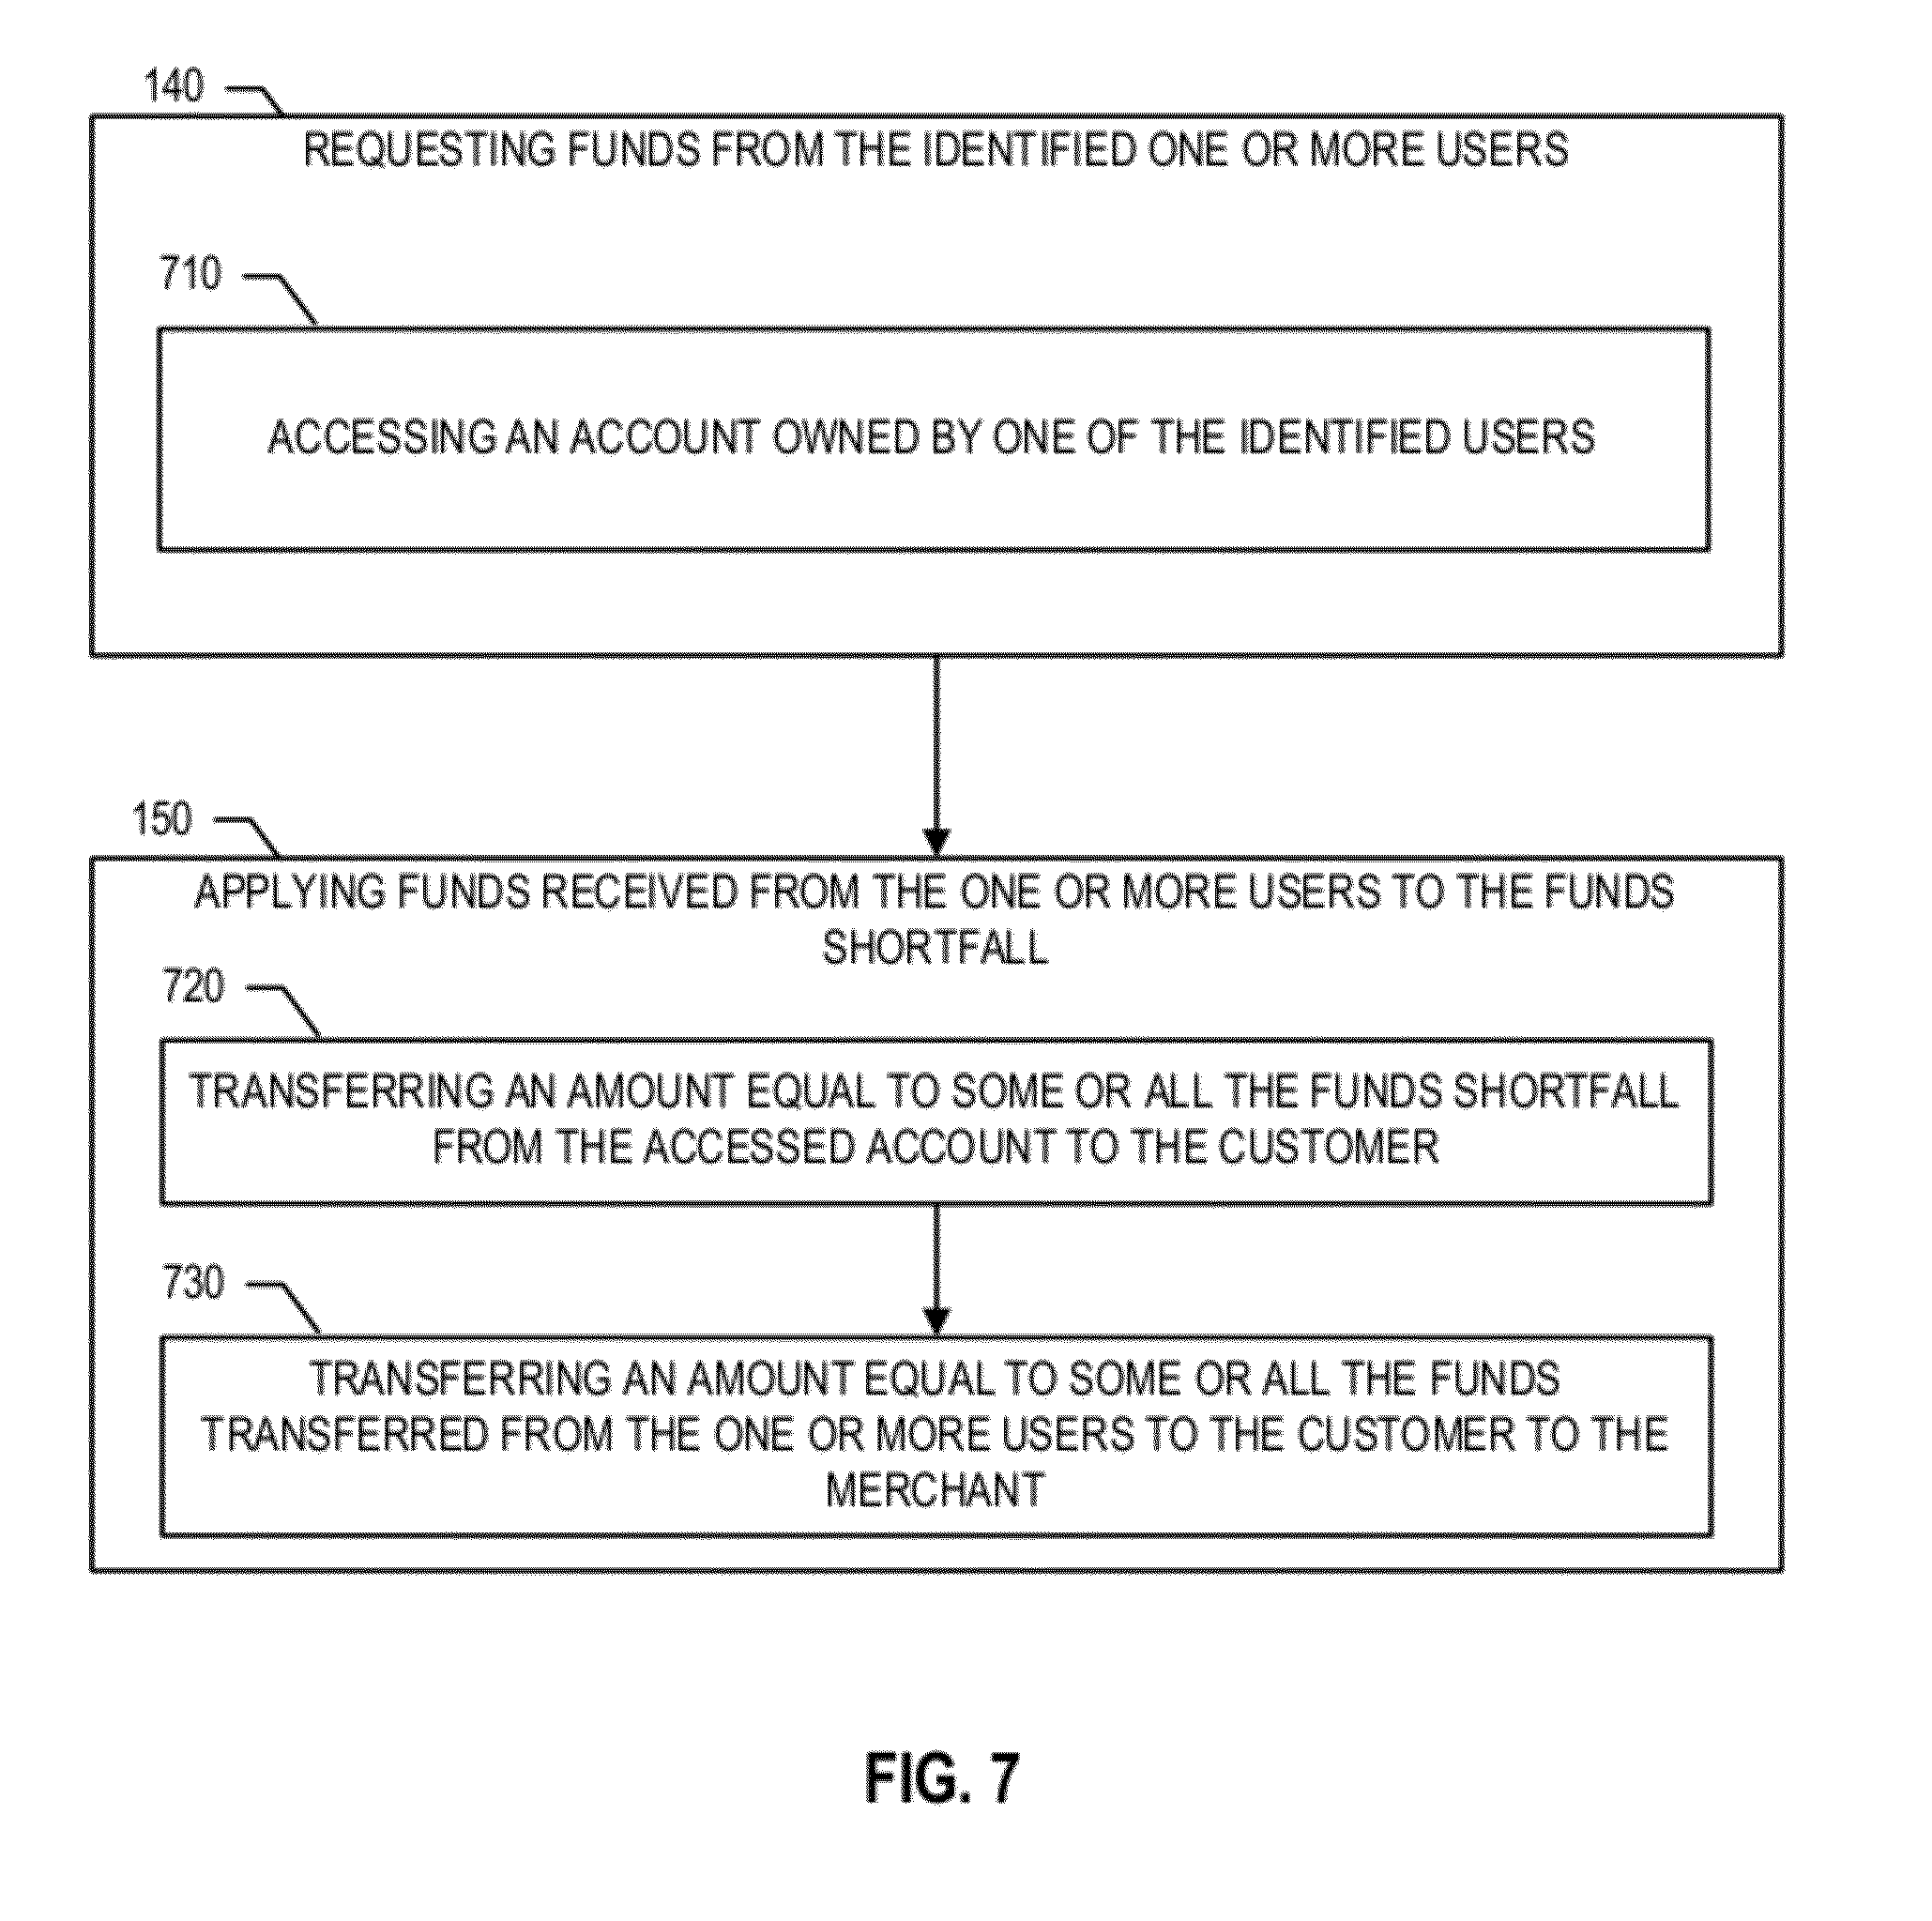 140
REQUESTING FUNDS FROM THE IDENTIFIED ONE OR MORE USERS
710
ACCESSING AN ACCOUNT OWNED BY ONE OF THE IDENTIFIED USERS
150
APPLYING FUNDS RECEIVED FROM THE ONE OR MORE USERS TO THE FUNDS
SHORTFALL
720
TRANSFERRING AN AMOUNT EQUAL TO SOME OR ALL THE FUNDS SHORTFALL
FROM THE ACCESSED ACCOUNT TO THE CUSTOMER
730
TRANSFERRING AN AMOUNT EQUAL TO SOME OR ALL THE FUNDS
TRANSFERRED FROM THE ONE OR MORE USERS TO THE CUSTOMER TO THE
MERCHANT
FIG. 7